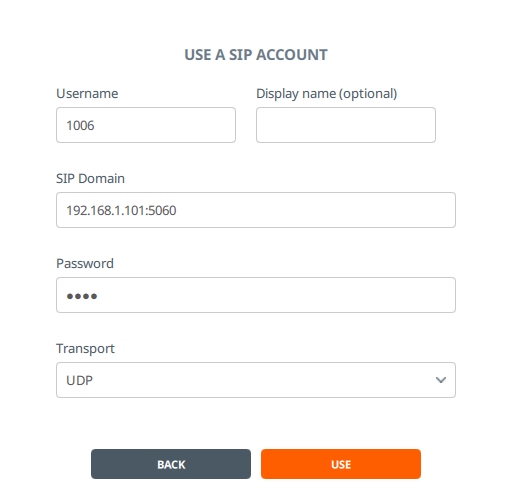 USE A SIP ACCOUNT
Username
Display name (optional)
1006
SIP Domain
192.168.1.101:5060
Password
●●●●
Transport
UDP
BACK
USE